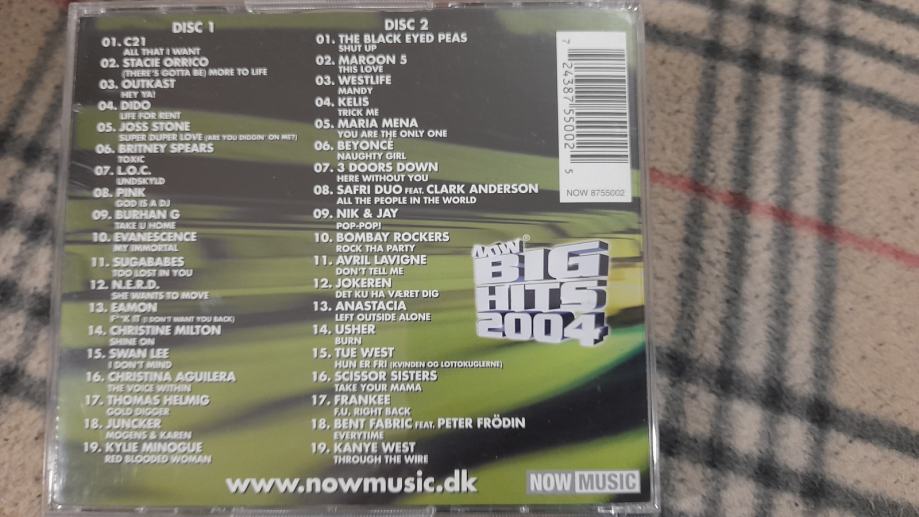 DISC 1
01. C21
ALL THAT I WANT
02. STACIE ORRICO
(THERE'S GOTTA BE) MORE TO LIFE
03. OUTKAST
HEY YA!
04. DIDO
LIFE FOR RENT
05. JOSS STONE
SUPER DUPER LOVE (ARE YOU DIGGIN' ON ME?)
06. BRITNEY SPEARS
TOXIC
07. L.O.C.
UNDSKYLD
08. PINK
GOD IS A DJ
09. BURHAN G
TAKE U HOME
10. EVANESCENCE
MY IMMORTAL
11. SUGABABES
TOO LOST IN YOU
12. N.E.R.D.
SHE WANTS TO MOVE
13. EAMON
F**K IT (I DON'T WANT YOU BACK)
14. CHRISTINE MILTON
SHINE ON
15. SWAN LEE
I DON'T MIND
16. CHRISTINA AGUILERA
THE VOICE WITHIN
17. THOMAS HELMIG
GOLD DIGGER
18. JUNCKER
MOGENS & KAREN
19. KYLIE MINOGUE
RED BLOODED WOMAN
DISC 2
01. THE BLACK EYED PEAS
SHUT UP
02. MAROON 5
THIS LOVE
03. WESTLIFE
MANDY
04. KELIS
TRICK ME
05. MARIA MENA
YOU ARE THE ONLY ONE
06. BEYONCÉ
NAUGHTY GIRL
07. 3 DOORS DOWN
HERE WITHOUT YOU
08. SAFRI DUO FEAT. CLARK ANDERSON
ALL THE PEOPLE IN THE WORLD
09. NIK & JAY
POP-POP!
10. BOMBAY ROCKERS
ROCK THA PARTY
11. AVRIL LAVIGNE
DON'T TELL ME
12. JOKEREN
DET KU HA VÆRET DIG
13. ANASTACIA
LEFT OUTSIDE ALONE
14. USHER
BURN
15. TUE WEST
HUN ER FRI (KVINDEN OG LOTTOKUGLERNE)
16. SCISSOR SISTERS
TAKE YOUR MAMA
17. FRANKEE
F.U. RIGHT BACK
18. BENT FABRIC FEAT. PETER FRÖDIN
EVERYTIME
19. KANYE WEST
THROUGH THE WIRE
7 24387 55002 5
NOW 8755002
NOW®
BIG
HITS
2004
www.nowmusic.dk
NOW MUSIC